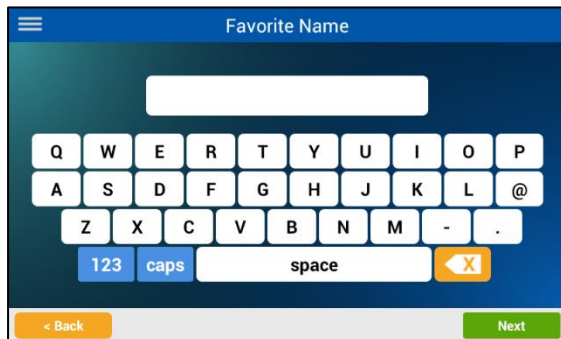 Favorite Name
Q W E R T Y U I O P
A S D F G H J K L @
Z X C V B N M - .
123 caps space X
< Back Next